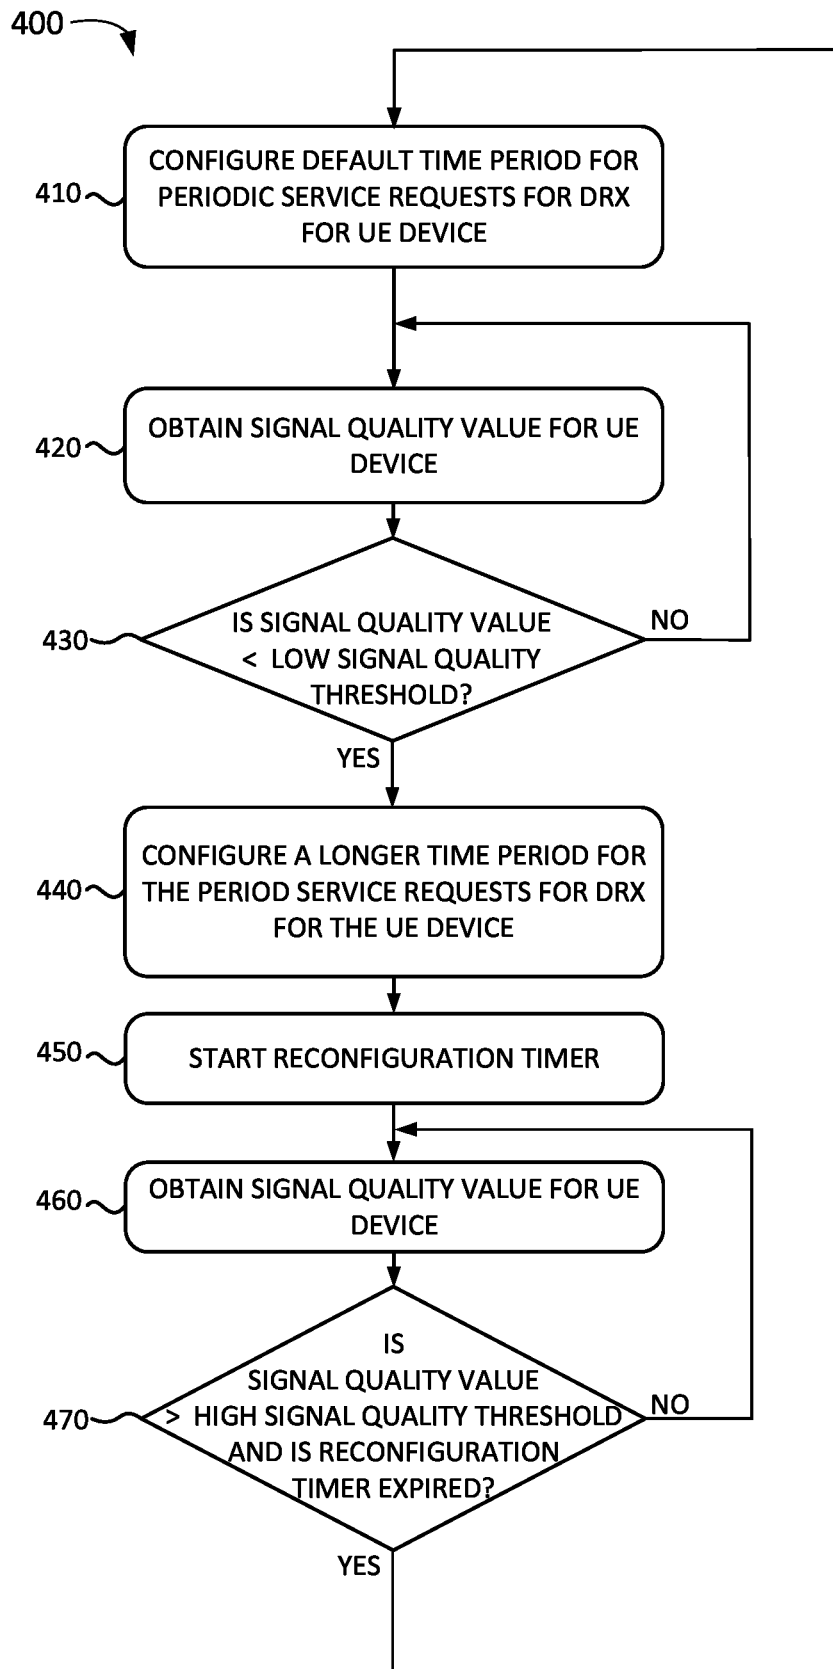 400
410
CONFIGURE DEFAULT TIME PERIOD FOR
PERIODIC SERVICE REQUESTS FOR DRX
FOR UE DEVICE
420
OBTAIN SIGNAL QUALITY VALUE FOR UE
DEVICE
430
IS SIGNAL QUALITY VALUE
< LOW SIGNAL QUALITY
THRESHOLD?
NO
YES
440
CONFIGURE A LONGER TIME PERIOD FOR
THE PERIOD SERVICE REQUESTS FOR DRX
FOR THE UE DEVICE
450
START RECONFIGURATION TIMER
460
OBTAIN SIGNAL QUALITY VALUE FOR UE
DEVICE
470
IS
SIGNAL QUALITY VALUE
> HIGH SIGNAL QUALITY THRESHOLD
AND IS RECONFIGURATION
TIMER EXPIRED?
NO
YES